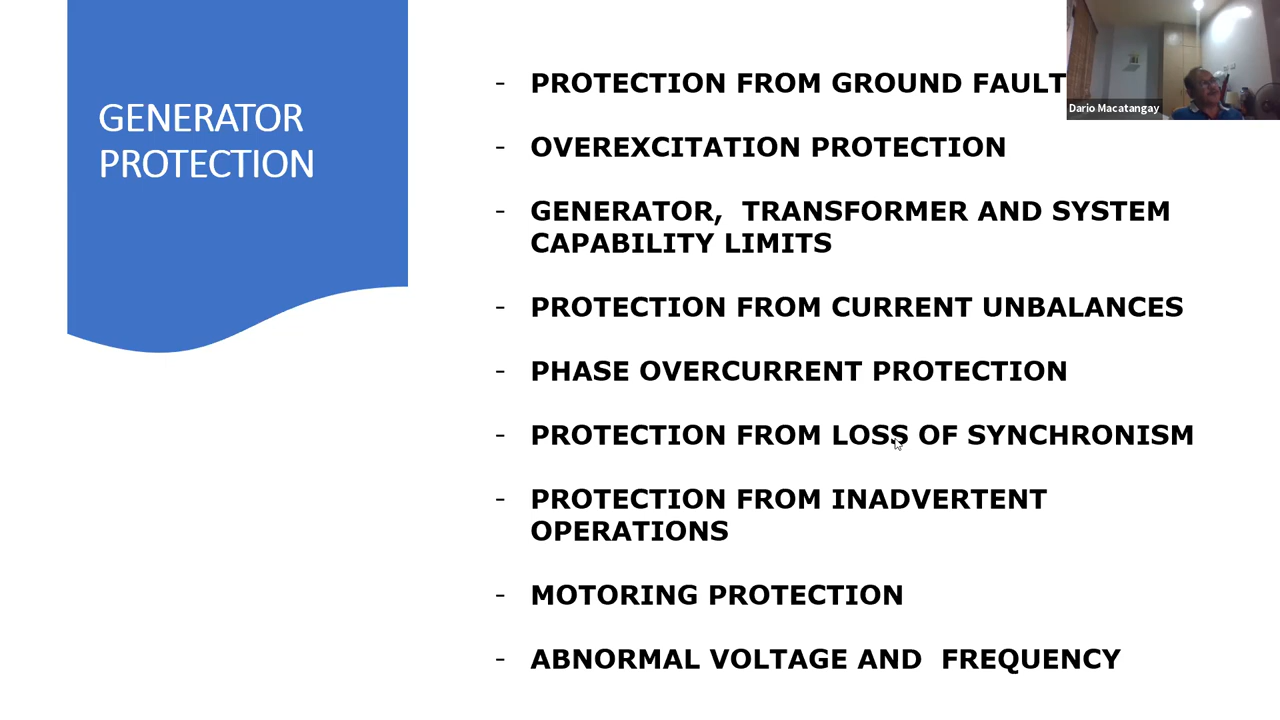 GENERATOR
PROTECTION
- PROTECTION FROM GROUND FAULT
- OVEREXCITATION PROTECTION
- GENERATOR, TRANSFORMER AND SYSTEM
CAPABILITY LIMITS
- PROTECTION FROM CURRENT UNBALANCES
- PHASE OVERCURRENT PROTECTION
- PROTECTION FROM LOSS OF SYNCHRONISM
- PROTECTION FROM INADVERTENT
OPERATIONS
- MOTORING PROTECTION
- ABNORMAL VOLTAGE AND FREQUENCY
Dario Macatangay